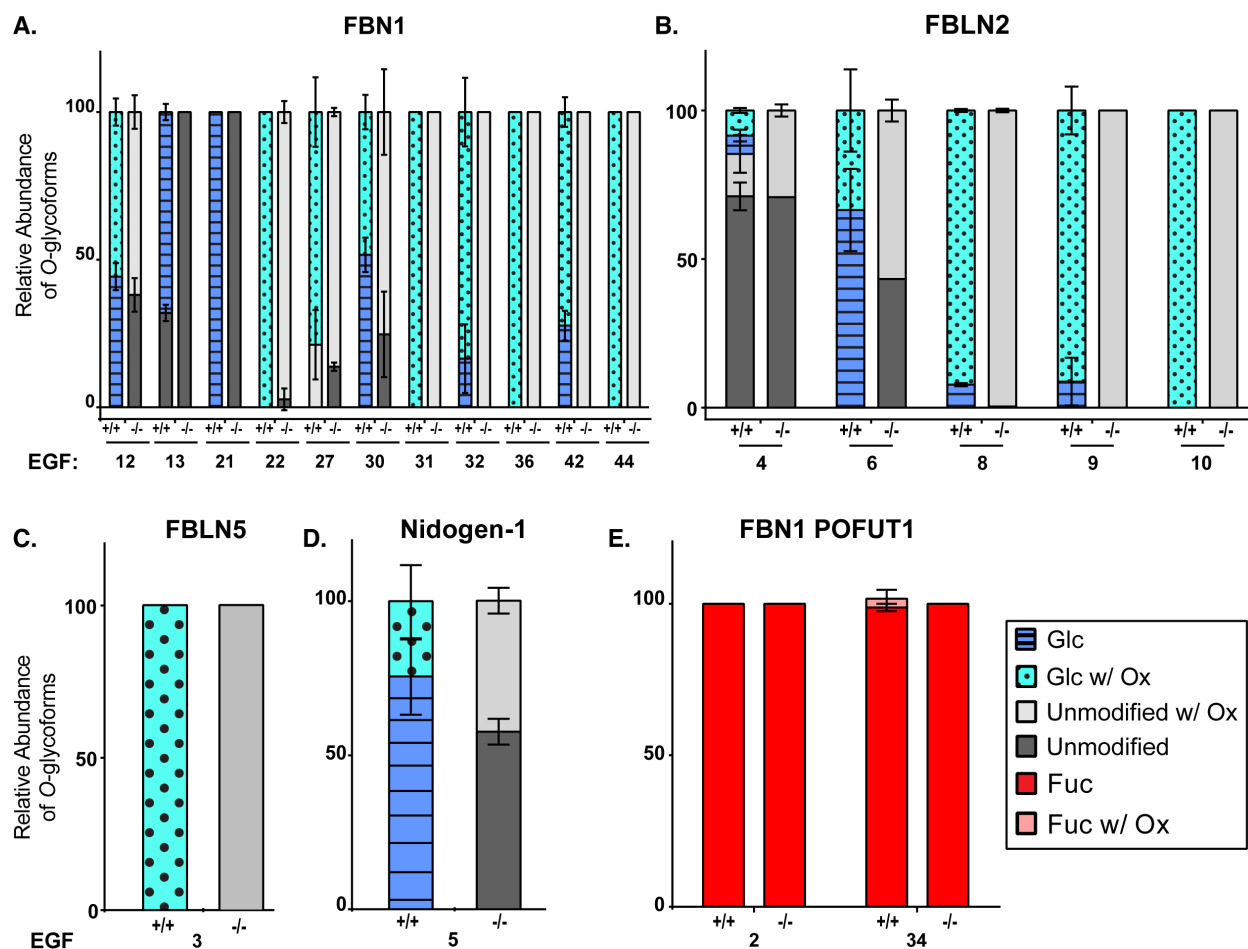 A.
FBN1
Relative Abundance
of O-glycoforms
100
50
0
+/+ -/- +/+ -/- +/+ -/- +/+ -/- +/+ -/- +/+ -/- +/+ -/- +/+ -/- +/+ -/- +/+ -/- +/+ -/-
EGF: 12 13 21 22 27 30 31 32 36 42 44
B.
FBLN2
100
50
0
+/+ -/- +/+ -/- +/+ -/- +/+ -/- +/+ -/-
4 6 8 9 10
C.
FBLN5
Relative Abundance
of O-glycoforms
100
50
0
+/+ -/-
EGF 3
D.
Nidogen-1
100
50
0
+/+ -/-
5
E.
FBN1 POFUT1
100
50
0
+/+ -/- +/+ -/-
2 34
Glc
Glc w/ Ox
Unmodified w/ Ox
Unmodified
Fuc
Fuc w/ Ox